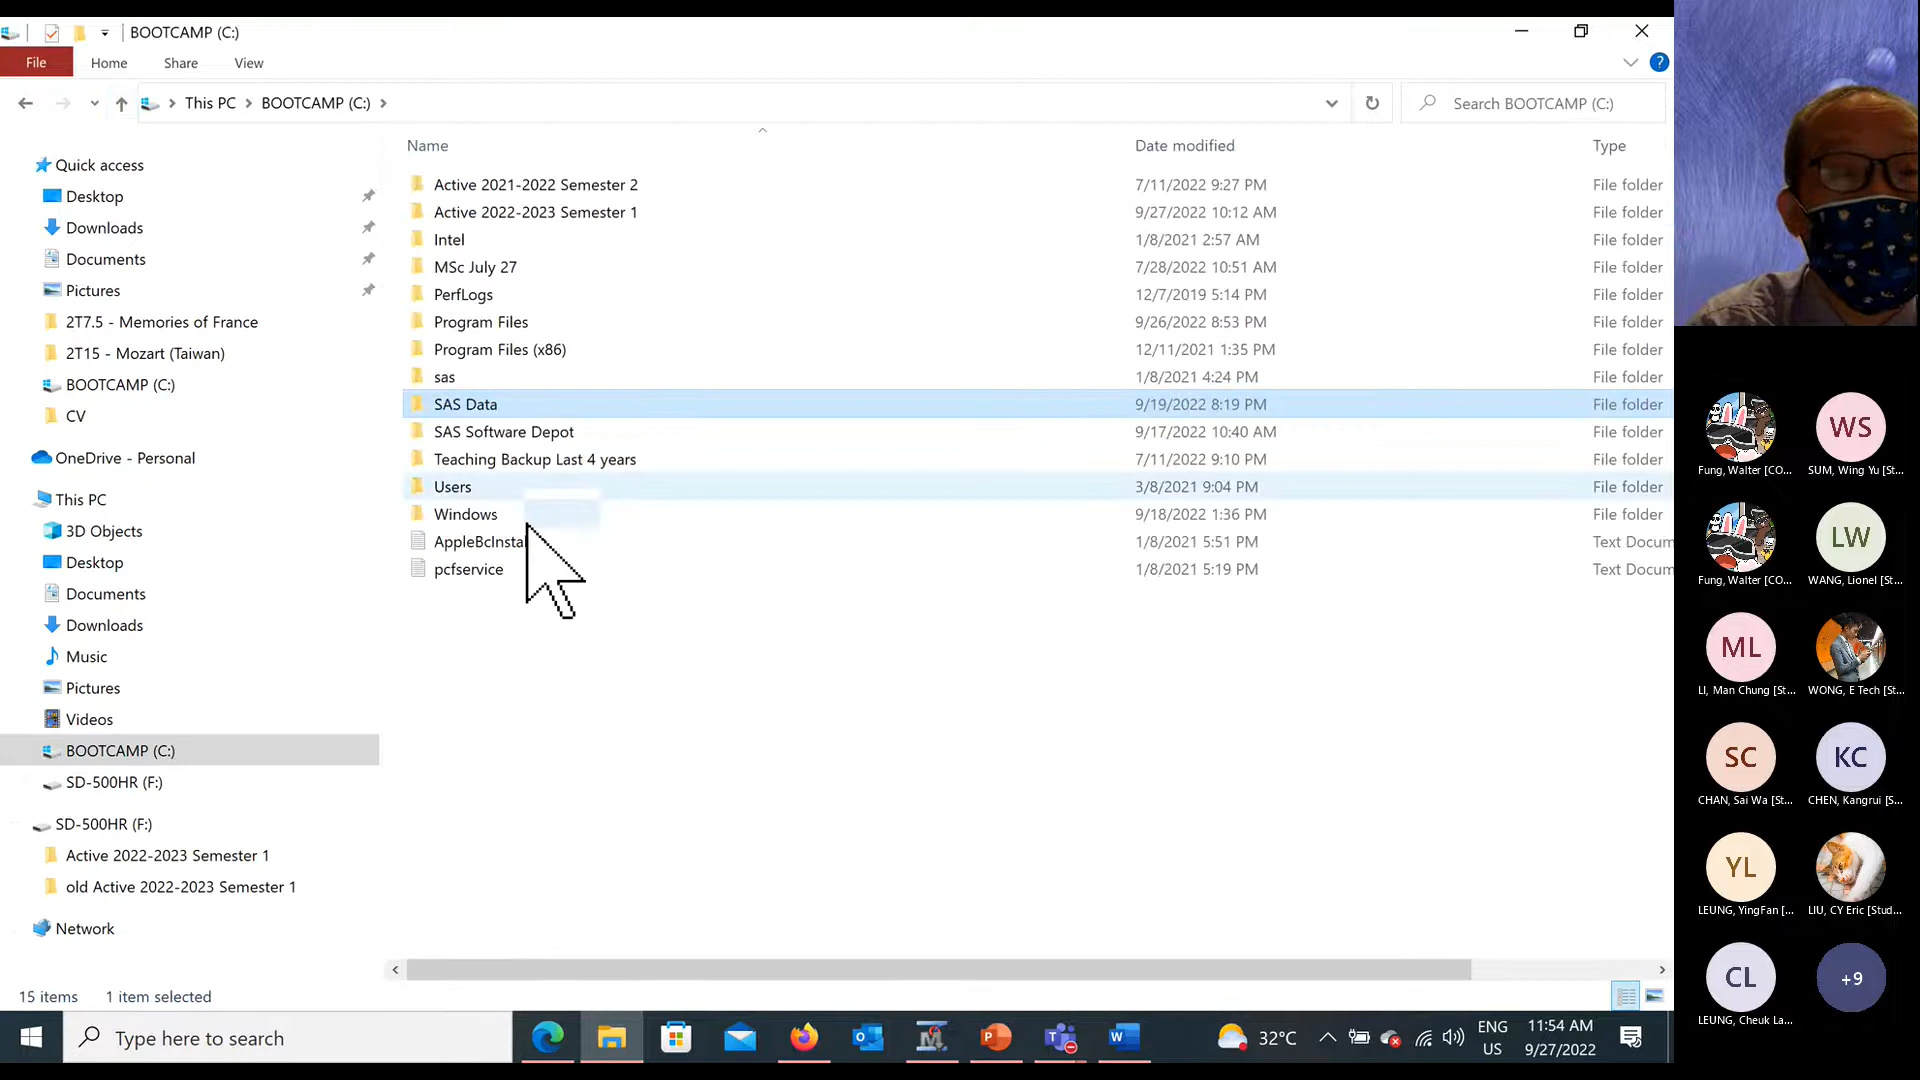 BOOTCAMP (C:)
File Home Share View
This PC BOOTCAMP (C:)
Search BOOTCAMP (C:)
Name Date modified Type
Quick access
Desktop
Downloads
Documents
Pictures
2T7.5 - Memories of France
2T15 - Mozart (Taiwan)
BOOTCAMP (C:)
CV
OneDrive - Personal
This PC
3D Objects
Desktop
Documents
Downloads
Music
Pictures
Videos
BOOTCAMP (C:)
SD-500HR (F:)
SD-500HR (F:)
Active 2022-2023 Semester 1
old Active 2022-2023 Semester 1
Network
Active 2021-2022 Semester 2 7/11/2022 9:27 PM File folder
Active 2022-2023 Semester 1 9/27/2022 10:12 AM File folder
Intel 1/8/2021 2:57 AM File folder
MSc July 27 7/28/2022 10:51 AM File folder
PerfLogs 12/7/2019 5:14 PM File folder
Program Files 9/26/2022 8:53 PM File folder
Program Files (x86) 12/11/2021 1:35 PM File folder
sas 1/8/2021 4:24 PM File folder
SAS Data 9/19/2022 8:19 PM File folder
SAS Software Depot 9/17/2022 10:40 AM File folder
Teaching Backup Last 4 years 7/11/2022 9:10 PM File folder
Users 3/8/2021 9:04 PM File folder
Windows 9/18/2022 1:36 PM File folder
AppleBcInsta 1/8/2021 5:51 PM Text Docum
pcfservice 1/8/2021 5:19 PM Text Docum
15 items 1 item selected
Type here to search
32°C
ENG
US
11:54 AM
9/27/2022
WS
Fung, Walter [CO... SUM, Wing Yu [St...
LW
Fung, Walter [CO... WANG, Lionel [St...
ML
LI, Man Chung [St... WONG, E Tech [St...
SC KC
CHAN, Sai Wa [St... CHEN, Kangrui [S...
YL
LEUNG, YingFan [... LIU, CY Eric [Stud...
CL +9
LEUNG, Cheuk La...